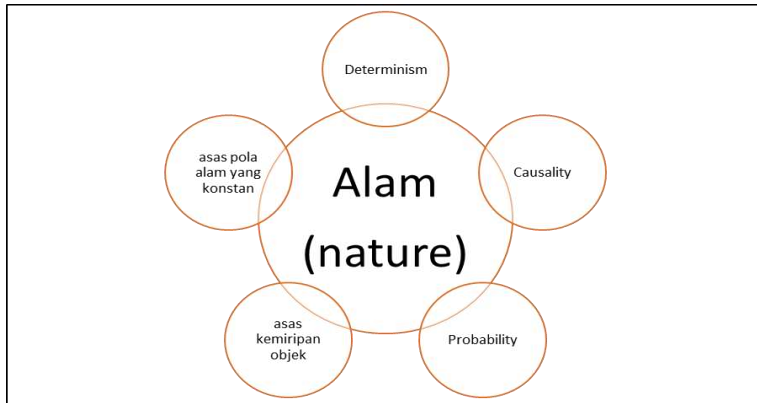 Determinism
asas pola
alam yang
konstan
Alam
(nature)
Causality
asas
kemiripan
objek
Probability